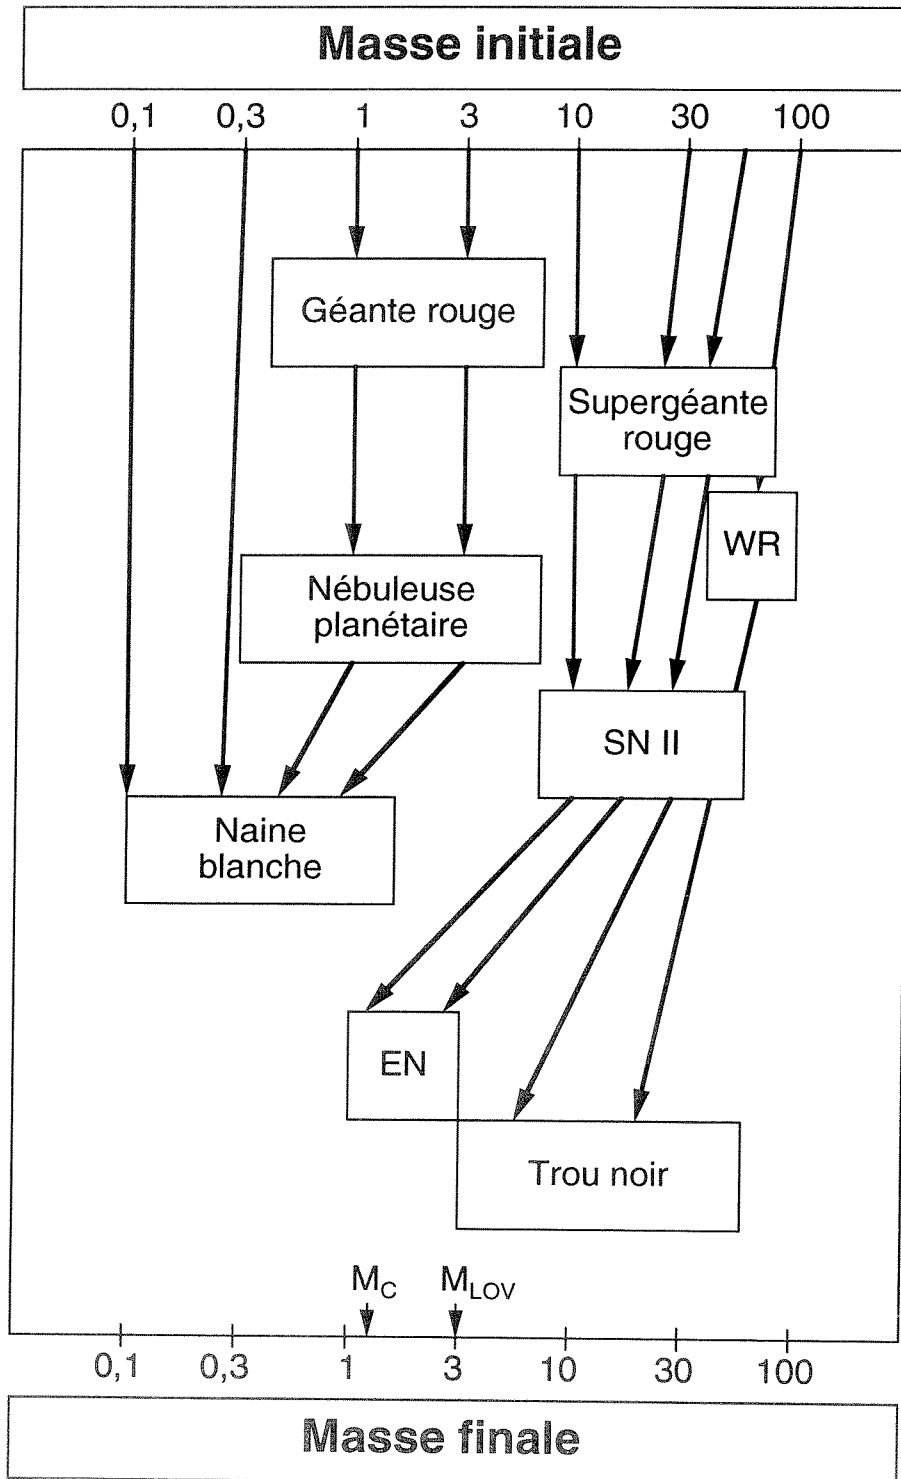 Masse initiale
0,1 0,3 1 3 10 30 100
Géante rouge
Supergéante
rouge
WR
Nébuleuse
planétaire
SN II
Naine
blanche
EN
Trou noir
MC MLOV
0,1 0,3 1 3 10 30 100
Masse finale